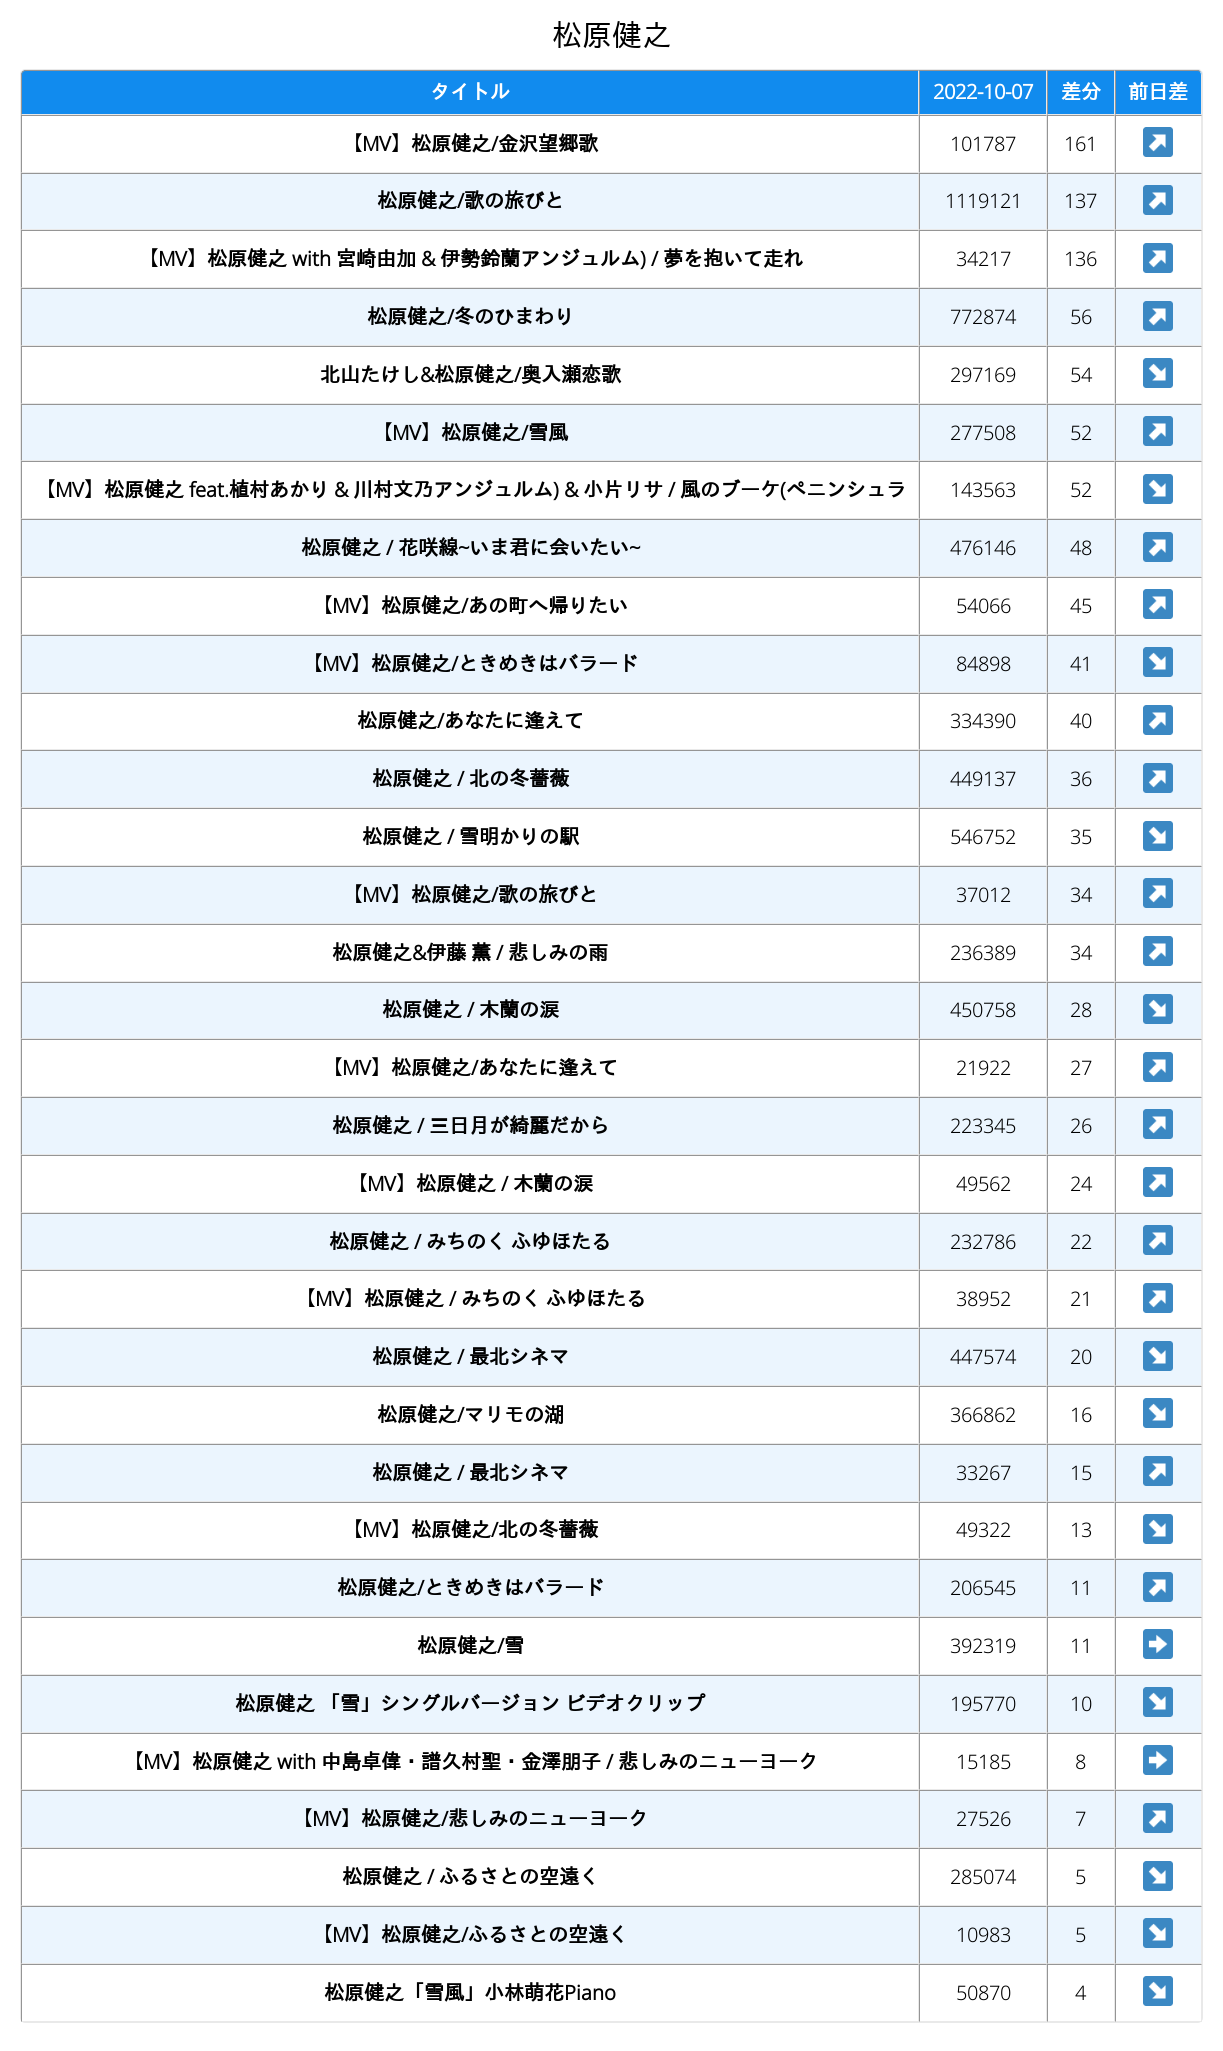 松原健之
タイトル 2022-10-07 差分 前日差
【MV】松原健之/金沢望郷歌 101787 161 ↗
松原健之/歌の旅びと 1119121 137 ↗
【MV】松原健之 with 宮崎由加 & 伊勢鈴蘭アンジュルム) / 夢を抱いて走れ 34217 136 ↗
松原健之/冬のひまわり 772874 56 ↗
北山たけし&松原健之/奥入瀬恋歌 297169 54 ↘
【MV】松原健之/雪風 277508 52 ↗
【MV】松原健之 feat.植村あかり & 川村文乃アンジュルム) & 小片リサ / 風のブーケ(ペニンシュラ 143563 52 ↘
松原健之 / 花咲線~いま君に会いたい~ 476146 48 ↗
【MV】松原健之/あの町へ帰りたい 54066 45 ↗
【MV】松原健之/ときめきはバラード 84898 41 ↘
松原健之/あなたに逢えて 334390 40 ↗
松原健之 / 北の冬薔薇 449137 36 ↗
松原健之 / 雪明かりの駅 546752 35 ↘
【MV】松原健之/歌の旅びと 37012 34 ↗
松原健之&伊藤 薫 / 悲しみの雨 236389 34 ↗
松原健之 / 木蘭の涙 450758 28 ↘
【MV】松原健之/あなたに逢えて 21922 27 ↗
松原健之 / 三日月が綺麗だから 223345 26 ↗
【MV】松原健之 / 木蘭の涙 49562 24 ↗
松原健之 / みちのく ふゆほたる 232786 22 ↗
【MV】松原健之 / みちのく ふゆほたる 38952 21 ↗
松原健之 / 最北シネマ 447574 20 ↘
松原健之/マリモの湖 366862 16 ↘
松原健之 / 最北シネマ 33267 15 ↗
【MV】松原健之/北の冬薔薇 49322 13 ↘
松原健之/ときめきはバラード 206545 11 ↗
松原健之/雪 392319 11 ➡
松原健之 「雪」シングルバージョン ビデオクリップ 195770 10 ↘
【MV】松原健之 with 中島卓偉・譜久村聖・金澤朋子 / 悲しみのニューヨーク 15185 8 ➡
【MV】松原健之/悲しみのニューヨーク 27526 7 ↗
松原健之 / ふるさとの空遠く 285074 5 ↘
【MV】松原健之/ふるさとの空遠く 10983 5 ↘
松原健之「雪風」小林萌花Piano 50870 4 ↘